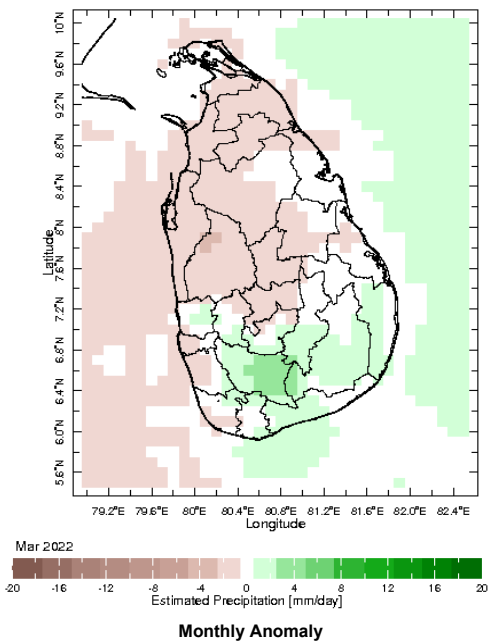 10°N
9.6°N
9.2°N
8.8°N
8.4°N
8°N
7.6°N
7.2°N
6.8°N
6.4°N
6.0°N
5.6°N
Latitude
79.2°E 79.6°E 80°E 80.4°E 80.8°E 81.2°E 81.6°E 82.0°E 82.4°E
Longitude
Mar 2022
-20 -16 -12 -8 -4 0 4 8 12 16 20
Estimated Precipitation [mm/day]
Monthly Anomaly